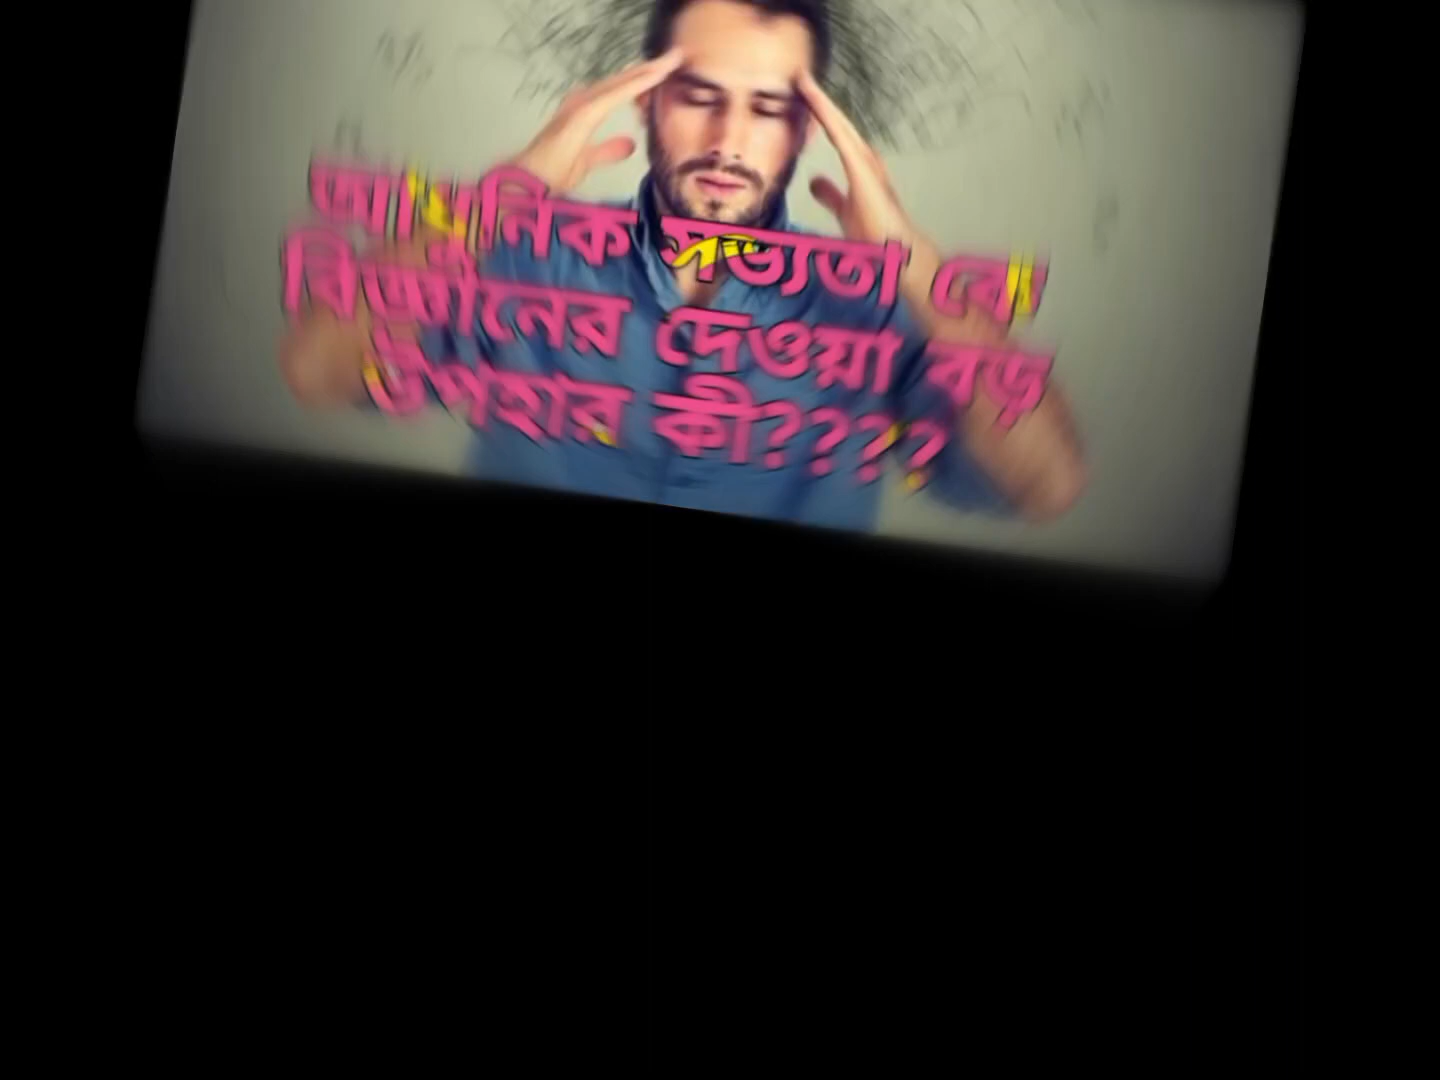 আধুনিক সভ্যতা কে
বিজ্ঞানের দেওয়া বড়
উপহার কী????